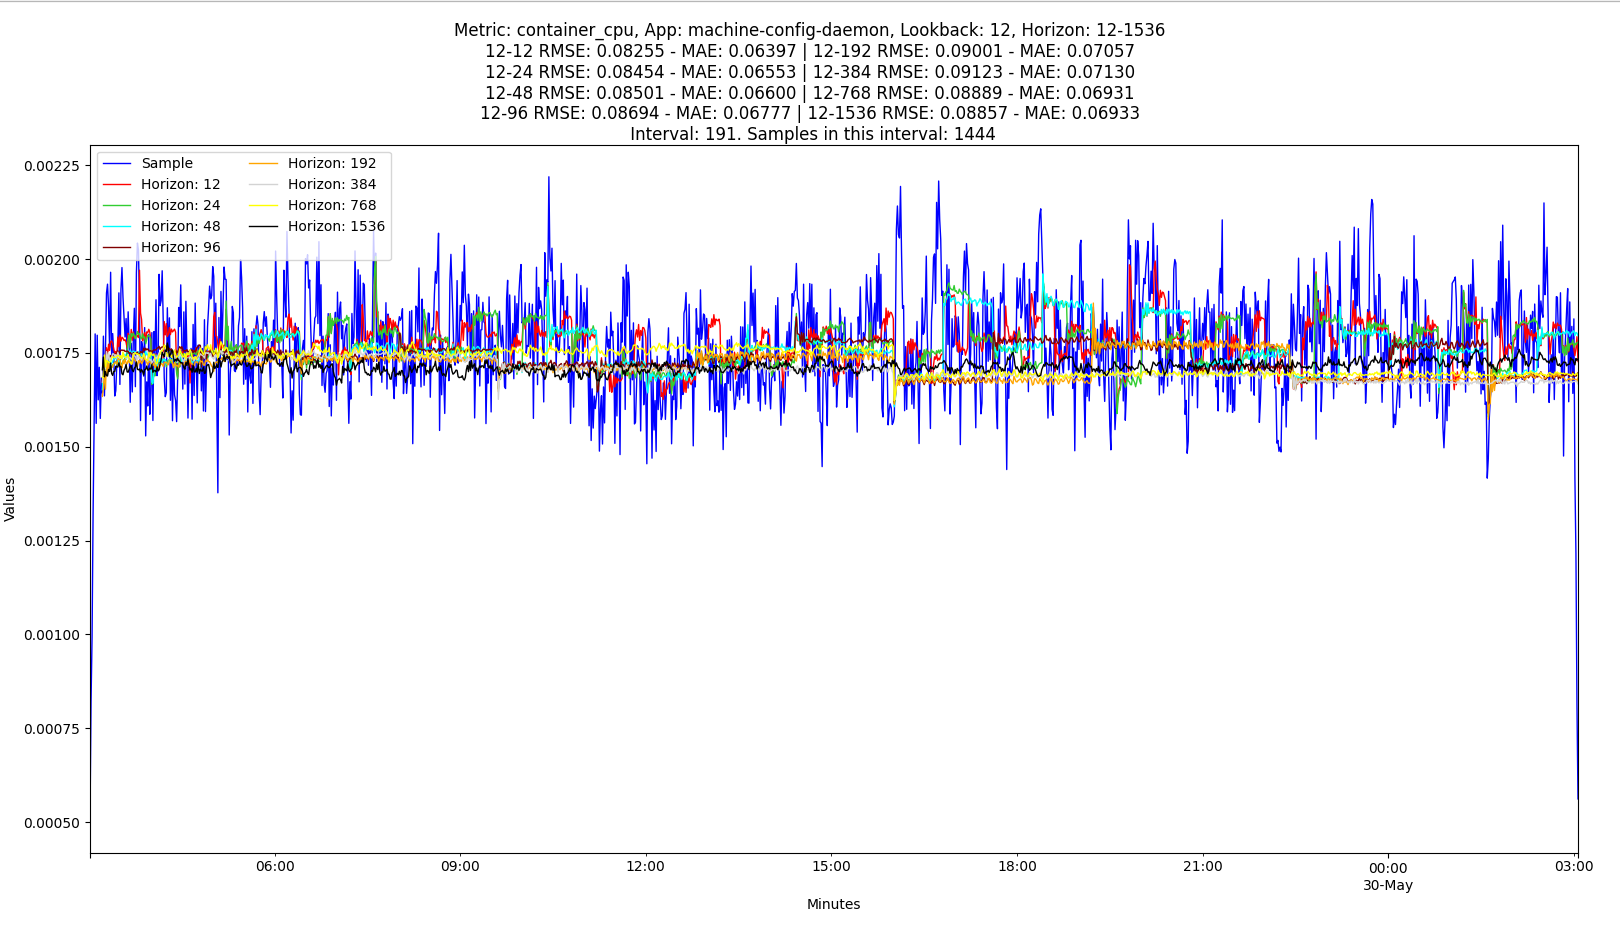 Metric: container_cpu, App: machine-config-daemon, Lookback: 12, Horizon: 12-1536
12-12 RMSE: 0.08255 - MAE: 0.06397 | 12-192 RMSE: 0.09001 - MAE: 0.07057
12-24 RMSE: 0.08454 - MAE: 0.06553 | 12-384 RMSE: 0.09123 - MAE: 0.07130
12-48 RMSE: 0.08501 - MAE: 0.06600 | 12-768 RMSE: 0.08889 - MAE: 0.06931
12-96 RMSE: 0.08694 - MAE: 0.06777 | 12-1536 RMSE: 0.08857 - MAE: 0.06933
Interval: 191. Samples in this interval: 1444
Sample
Horizon: 12
Horizon: 24
Horizon: 48
Horizon: 96
Horizon: 192
Horizon: 384
Horizon: 768
Horizon: 1536
Values
0.00225
0.00200
0.00175
0.00150
0.00125
0.00100
0.00075
0.00050
06:00
09:00
12:00
15:00
18:00
21:00
00:00
30-May
03:00
Minutes